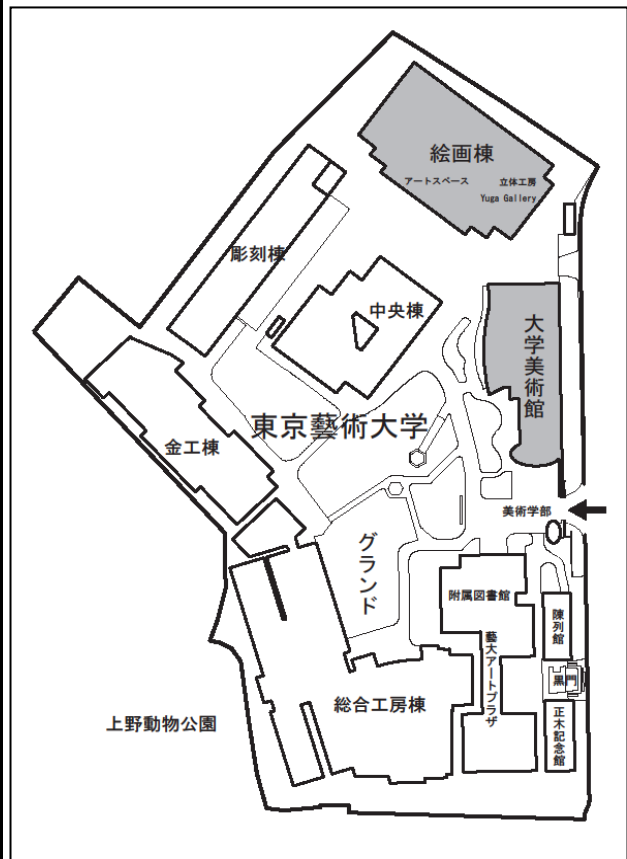 絵画棟
アートスペース
立体工房
Yuga Gallery
彫刻棟
中央棟
大学美術館
東京藝術大学
金工棟
美術学部
グランド
附属図書館
陳列館
藝大アートプラザ
黒門
総合工房棟
正木記念館
上野動物公園